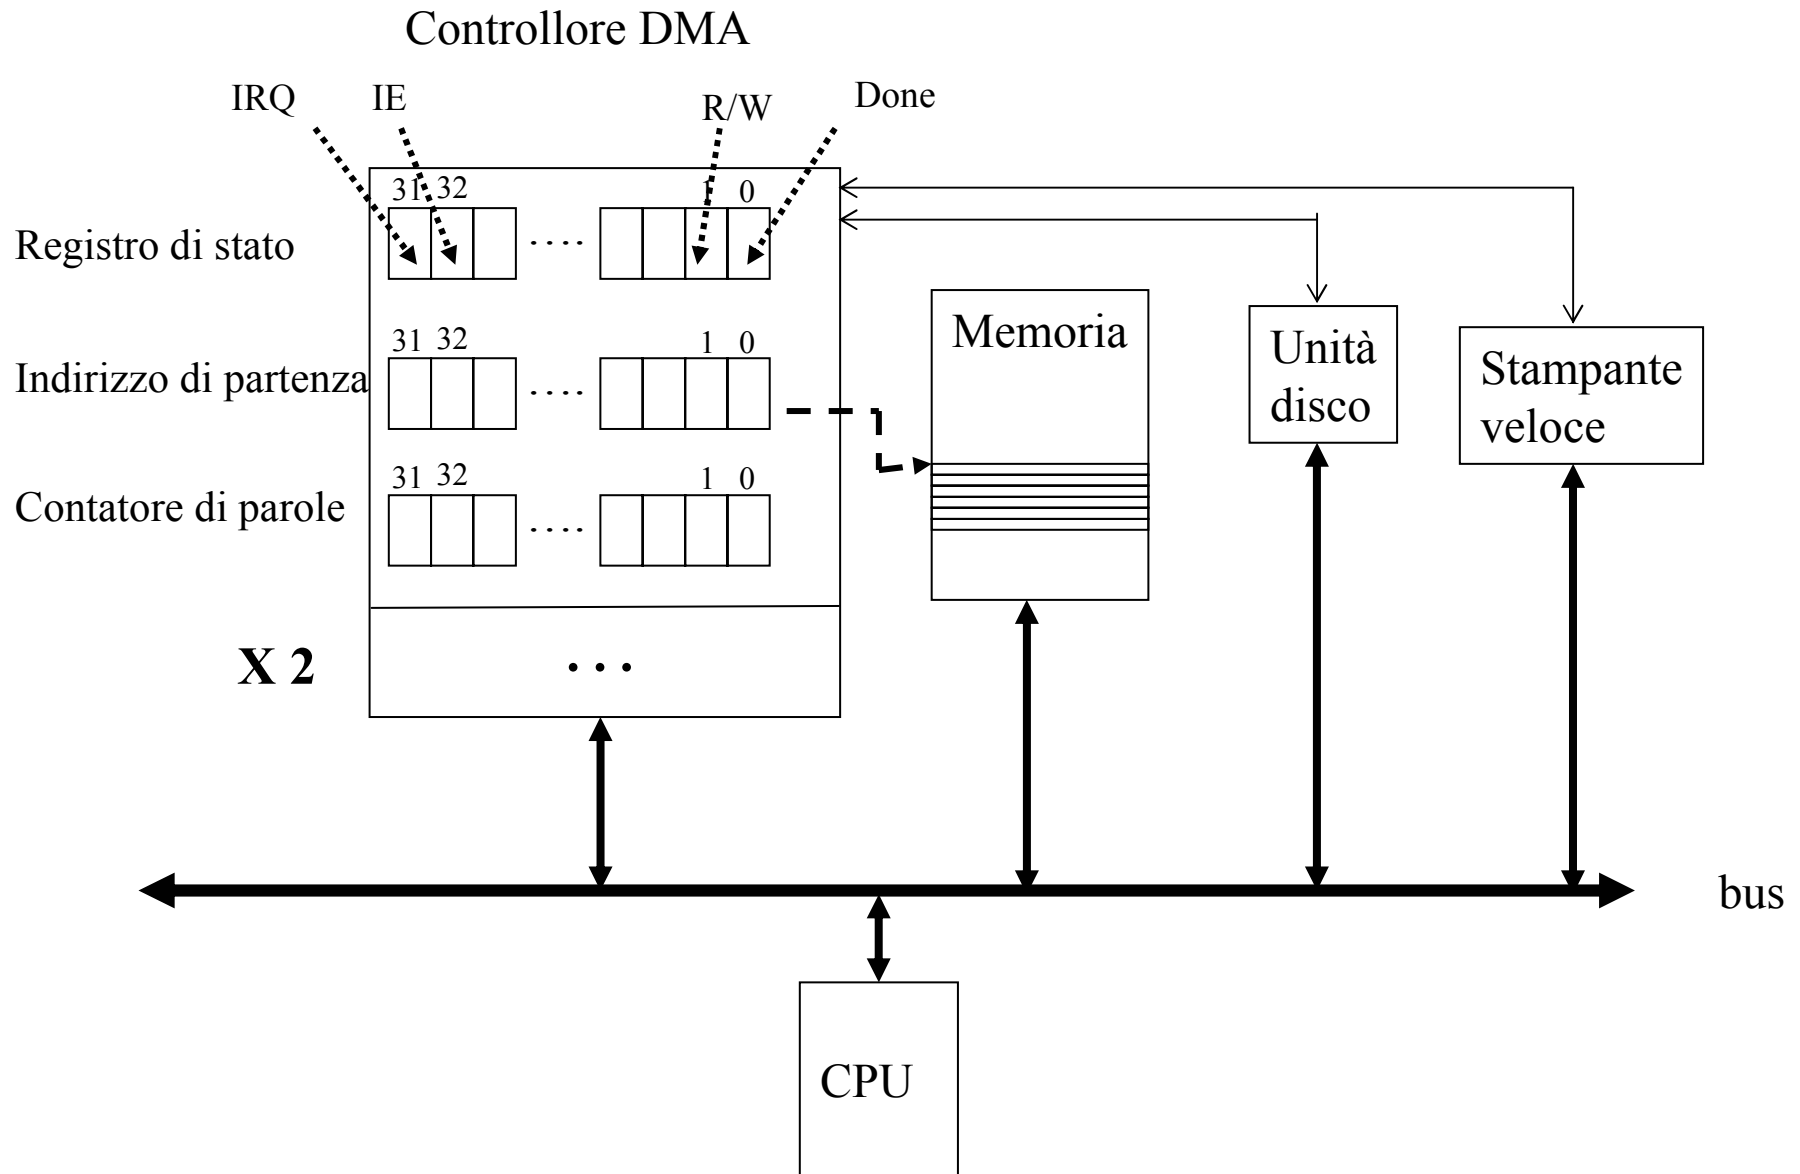 Controllore DMA
IRQ IE R/W Done
31 32 1 0
Registro di stato ....
31 32 1 0
Indirizzo di partenza ....
31 32 1 0
Contatore di parole ....
X 2 ...
Memoria
Unità
disco
Stampante
veloce
bus
CPU